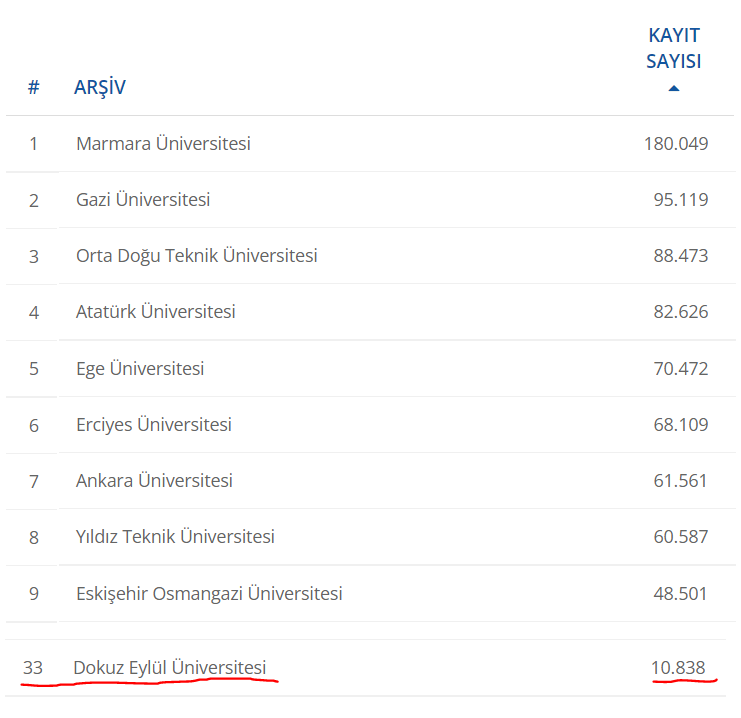 # ARŞİV KAYIT SAYISI
1 Marmara Üniversitesi 180.049
2 Gazi Üniversitesi 95.119
3 Orta Doğu Teknik Üniversitesi 88.473
4 Atatürk Üniversitesi 82.626
5 Ege Üniversitesi 70.472
6 Erciyes Üniversitesi 68.109
7 Ankara Üniversitesi 61.561
8 Yıldız Teknik Üniversitesi 60.587
9 Eskişehir Osmangazi Üniversitesi 48.501
33 Dokuz Eylül Üniversitesi 10.838